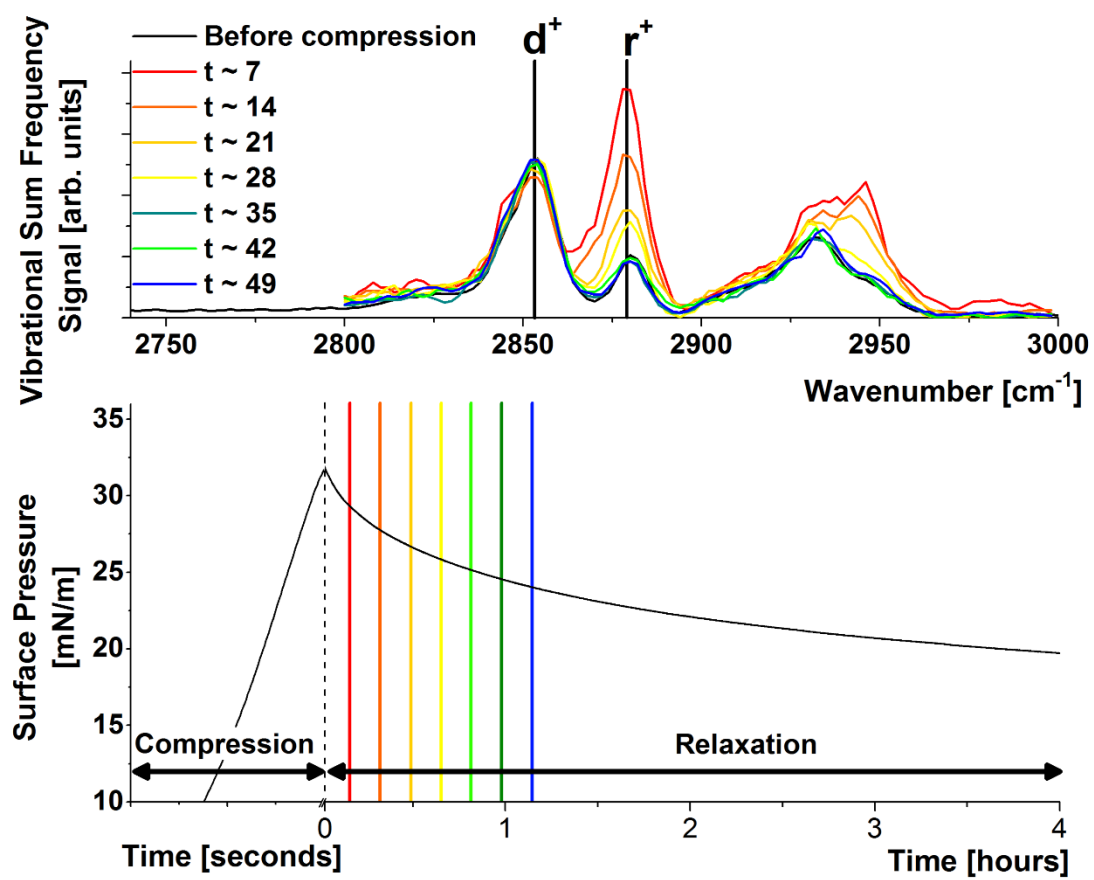 Vibrational Sum Frequency
Signal [arb. units]
Before compression
t ~ 7
t ~ 14
t ~ 21
t ~ 28
t ~ 35
t ~ 42
t ~ 49
d+
r+
2750 2800 2850 2900 2950 3000
Wavenumber [cm-1]
Surface Pressure
[mN/m]
35
30
25
20
15
10
Compression
Relaxation
0 1 2 3 4
Time [seconds]
Time [hours]